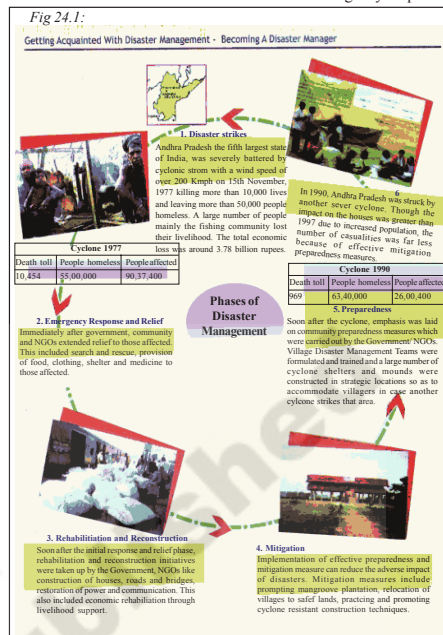 Fig 24.1:
Getting Acquainted With Disaster Management - Becoming A Disaster Manager
1. Disaster strikes
Andhra Pradesh the fifth largest state
of India, was severely battered by
cyclonic strom with a wind speed of
over 200 Kmph on 15th November,
1977 killing more than 10,000 lives
and leaving more than 50,000 people
homeless. A large number of people
mainly the fishing community lost
their livelihood. The total economic
loss was around 3.78 billion rupees.
Cyclone 1977
Death toll People homeless People affected
10,454 55,00,000 90,37,400
2. Emergency Response and Relief
Immediately after government, community
and NGOs extended relief to those affected.
This included search and rescue, provision
of food, clothing, shelter and medicine to
those affected.
Phases of
Disaster
Management
6
In 1990, Andhra Pradesh was struck by
another sever cyclone. Though the
impact on the houses was greater than
1997 due to increased population, the
number of casualities was far less
because of effective mitigation
preparedness measures.
Cyclone 1990
Death toll People homeless People affected
969 63,40,000 26,00,400
5. Preparedness
Soon after the cyclone, emphasis was laid
on community preparedness measures which
were carried out by the Government/ NGOs.
Village Disaster Management Teams were
formulated and trained and a large number of
cyclone shelters and mounds were
constructed in strategic locations so as to
accommodate villagers in case another
cylcone strikes that area.
3. Rehabilitiation and Reconstruction
Soon after the initial response and relief phase,
rehabilitation and reconstruction initiatives
were taken up by the Government, NGOs like
construction of houses, roads and bridges,
restoration of power and communication. This
also included economic rehabiliation through
livelihood support.
4. Mitigation
Implementation of effective preparedness and
mitigation measure can reduce the adverse impact
of disasters. Mitigation measures include
prompting mangroove plantation, relocation of
villages to safef lands, practicing and promoting
cyclone resistant construction techniques.